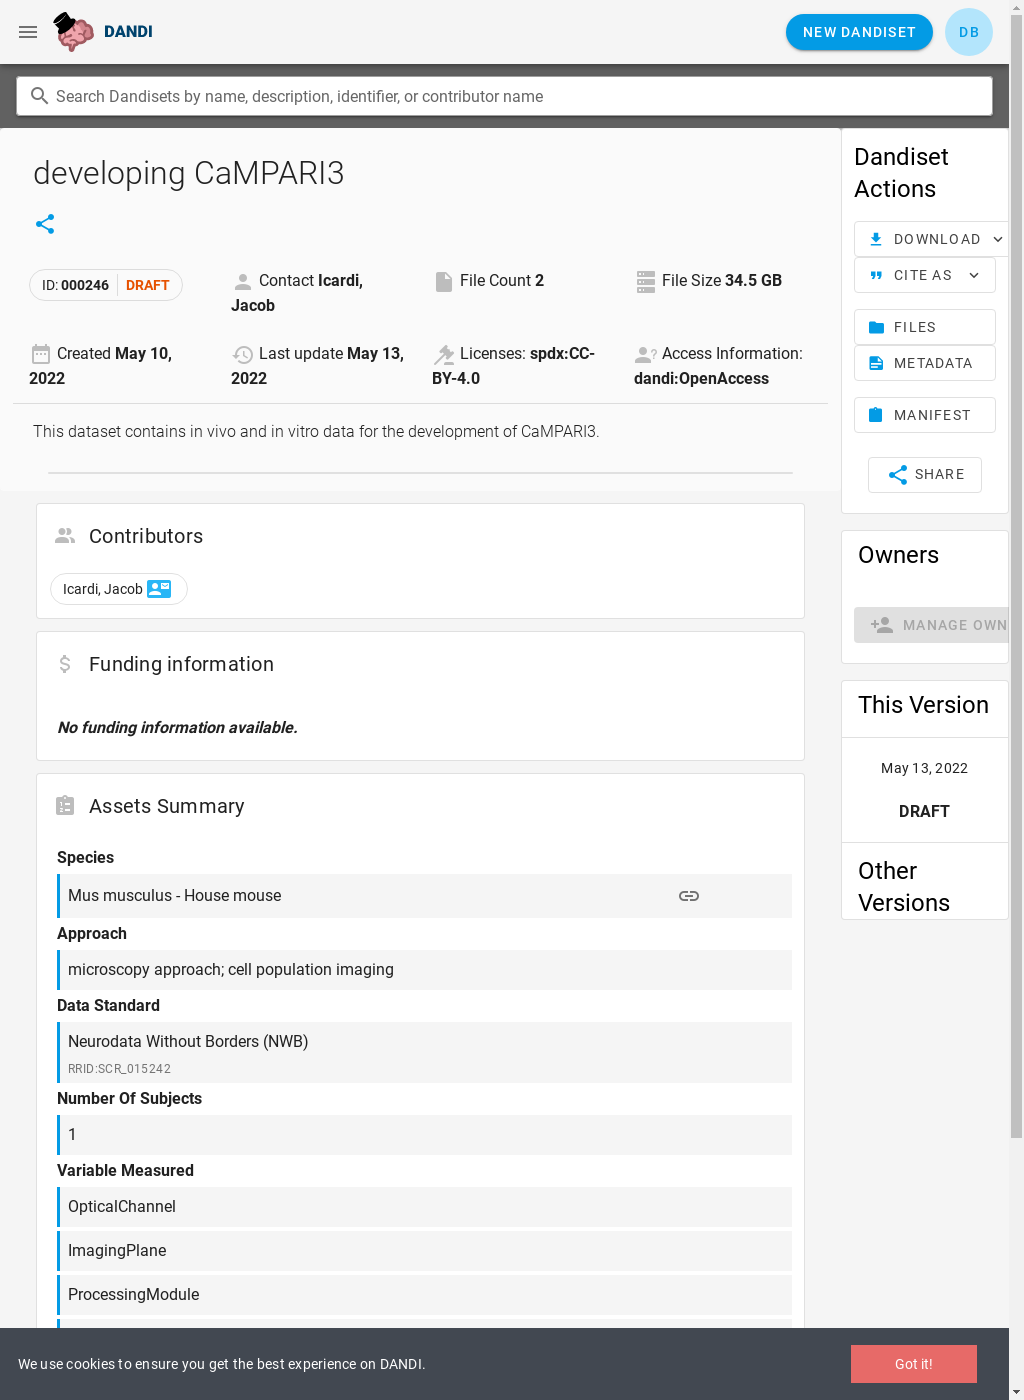 DANDI
NEW DANDISET
DB
Search Dandisets by name, description, identifier, or contributor name
developing CaMPARI3
ID: 000246 DRAFT
Contact Icardi, Jacob
File Count 2
File Size 34.5 GB
Created May 10, 2022
Last update May 13, 2022
Licenses: spdx:CC-BY-4.0
Access Information: dandi:OpenAccess
This dataset contains in vivo and in vitro data for the development of CaMPARI3.
Contributors
Icardi, Jacob
Funding information
No funding information available.
Assets Summary
Species
Mus musculus - House mouse
Approach
microscopy approach; cell population imaging
Data Standard
Neurodata Without Borders (NWB)
RRID:SCR_015242
Number Of Subjects
1
Variable Measured
OpticalChannel
ImagingPlane
ProcessingModule
Dandiset Actions
DOWNLOAD
CITE AS
FILES
METADATA
MANIFEST
SHARE
Owners
MANAGE OWN
This Version
May 13, 2022
DRAFT
Other Versions
We use cookies to ensure you get the best experience on DANDI.
Got it!